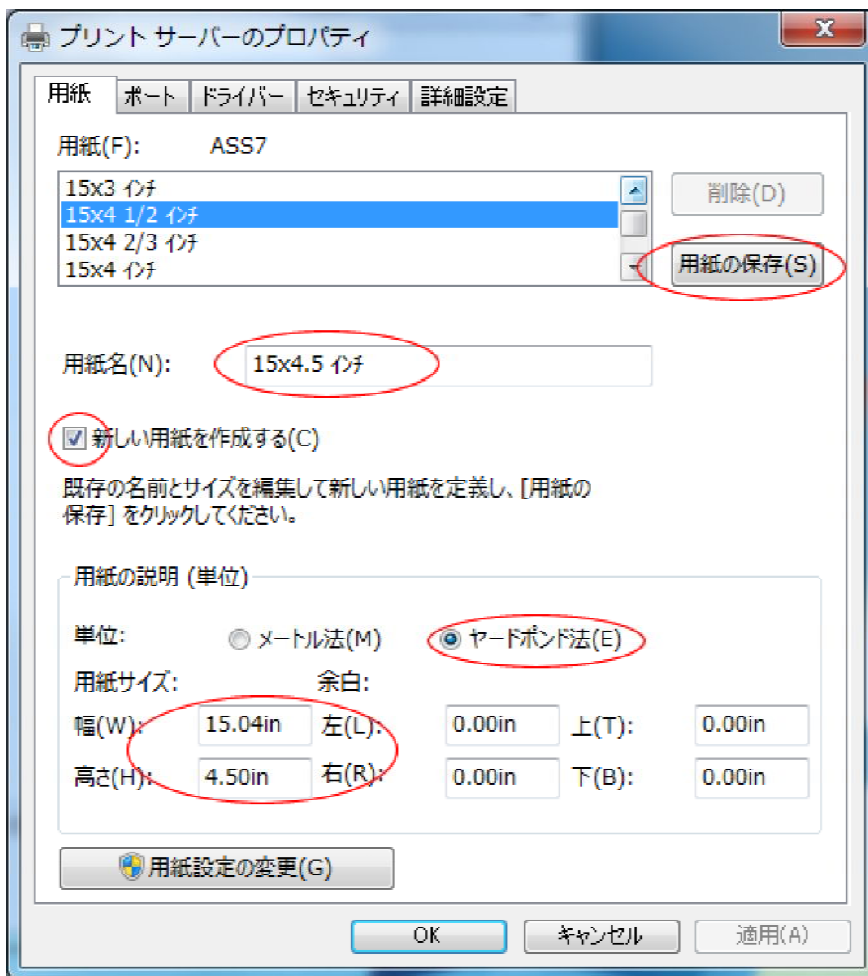 プリント サーバーのプロパティ
用紙 ポート ドライバー セキュリティ 詳細設定
用紙(F): ASS7
15x3 インチ
15x4 1/2 インチ
15x4 2/3 インチ
15x4 インチ
削除(D)
用紙の保存(S)
用紙名(N): 15x4.5 インチ
新しい用紙を作成する(C)
既存の名前とサイズを編集して新しい用紙を定義し、[用紙の
保存] をクリックしてください。
用紙の説明 (単位)
単位: メートル法(M) ヤードポンド法(E)
用紙サイズ: 余白:
幅(W): 15.04in 左(L): 0.00in 上(T): 0.00in
高さ(H): 4.50in 右(R): 0.00in 下(B): 0.00in
用紙設定の変更(G)
OK キャンセル 適用(A)